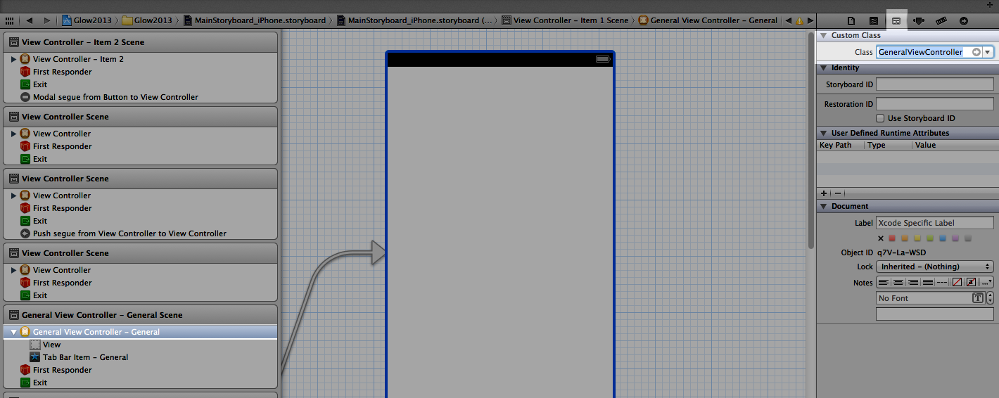 Glow2013 Glow2013 MainStoryboard_iPhone.storyboard MainStoryboard_iPhone.storyboard (... View Controller – Item 1 Scene General View Controller – General
View Controller – Item 2 Scene
View Controller – Item 2
First Responder
Exit
Modal segue from Button to View Controller
View Controller Scene
View Controller
First Responder
Exit
View Controller Scene
View Controller
First Responder
Exit
Push segue from View Controller to View Controller
View Controller Scene
View Controller
First Responder
Exit
General View Controller – General Scene
General View Controller – General
View
Tab Bar Item – General
First Responder
Exit
Custom Class
Class GeneralViewController
Identity
Storyboard ID
Restoration ID
Use Storyboard ID
User Defined Runtime Attributes
Key Path Type Value
Document
Label Xcode Specific Label
Object ID q7V-La-WSD
Lock Inherited – (Nothing)
Notes
No Font T